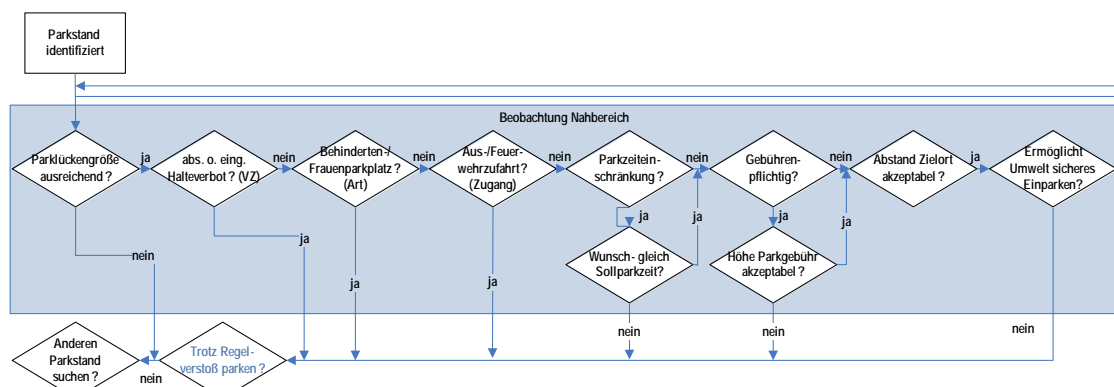 Parkstand
identifiziert
Beobachtung Nahbereich
Parklückengröße
ausreichend ?
ja
abs. o. eing.
Halteverbot ? (VZ)
nein
Behinderten-/
Frauenparkplatz ?
(Art)
nein
Aus-/Feuer-
wehrzufahrt ?
(Zugang)
nein
Parkzeitein-
schränkung ?
nein
Gebühren-
pflichtig?
nein
Abstand Zielort
akzeptabel ?
ja
Ermöglicht
Umwelt sicheres
Einparken?
ja
ja
ja
ja
Wunsch- gleich
Sollparkzeit?
Höhe Parkgebühr
akzeptabel ?
nein
ja
ja
ja
nein
nein
nein
Anderen
Parkstand
suchen ?
nein
Trotz Regel-
verstoß parken ?